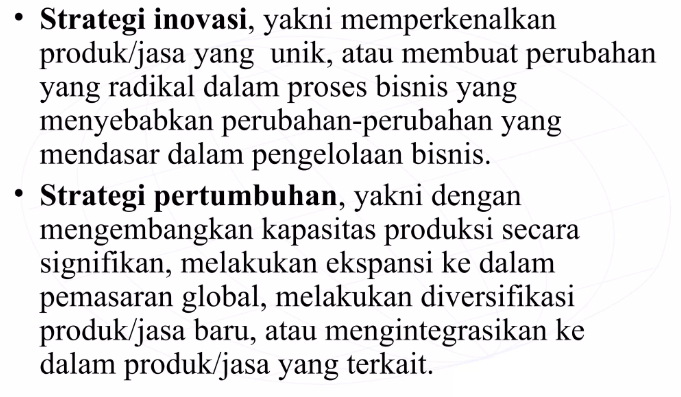 • Strategi inovasi, yakni memperkenalkan
produk/jasa yang  unik, atau membuat perubahan
yang radikal dalam proses bisnis yang
menyebabkan perubahan-perubahan yang
mendasar dalam pengelolaan bisnis.
• Strategi pertumbuhan, yakni dengan
mengembangkan kapasitas produksi secara
signifikan, melakukan ekspansi ke dalam
pemasaran global, melakukan diversifikasi
produk/jasa baru, atau mengintegrasikan ke
dalam produk/jasa yang terkait.